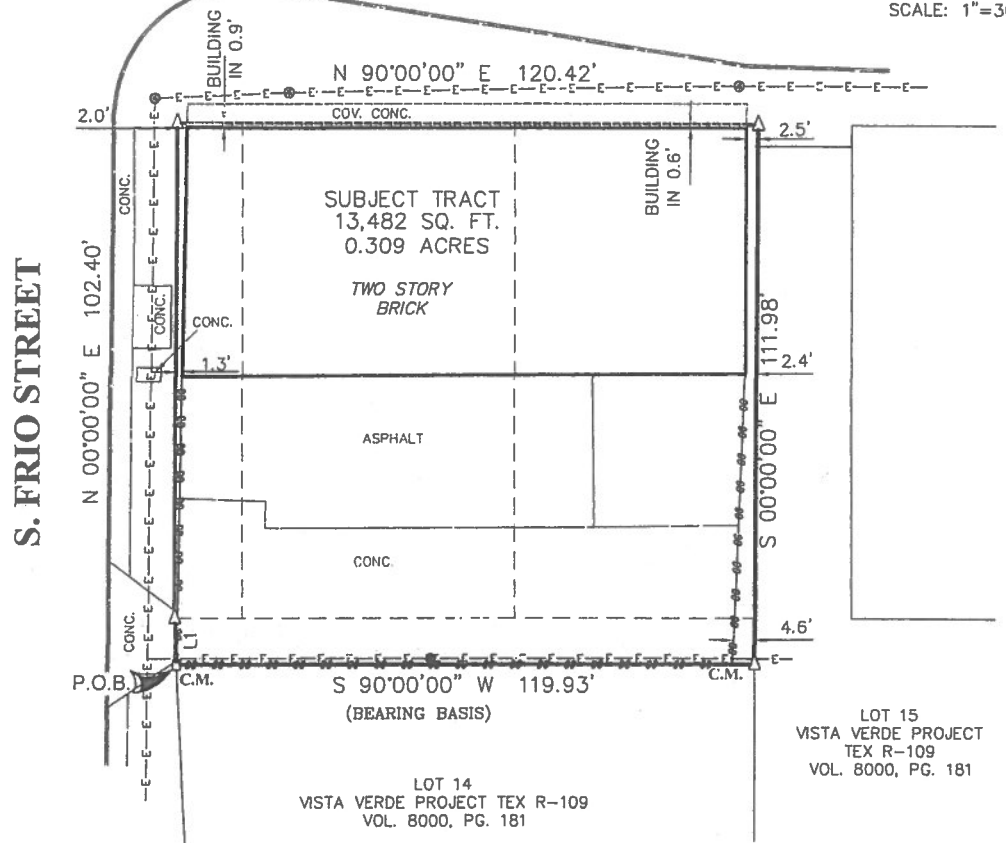 SCALE: 1"=3
BUILDING
IN 0.9'
N 90°00'00" E 120.42'
2.0'
COV. CONC.
2.5'
CONC.
SUBJECT TRACT
13,482 SQ. FT.
0.309 ACRES
BUILDING
IN 0.6'
TWO STORY
BRICK
S. FRIO STREET
N 00°00'00" E 102.40'
CONC.
CONC.
1.3'
111.98'
2.4'
S 00°00'00" E
ASPHALT
CONC.
CONC.
L1
4.6'
P.O.B.
C.M.
S 90°00'00" W 119.93'
C.M.
(BEARING BASIS)
LOT 15
VISTA VERDE PROJECT
TEX R-109
VOL. 8000, PG. 181
LOT 14
VISTA VERDE PROJECT TEX R-109
VOL. 8000, PG. 181